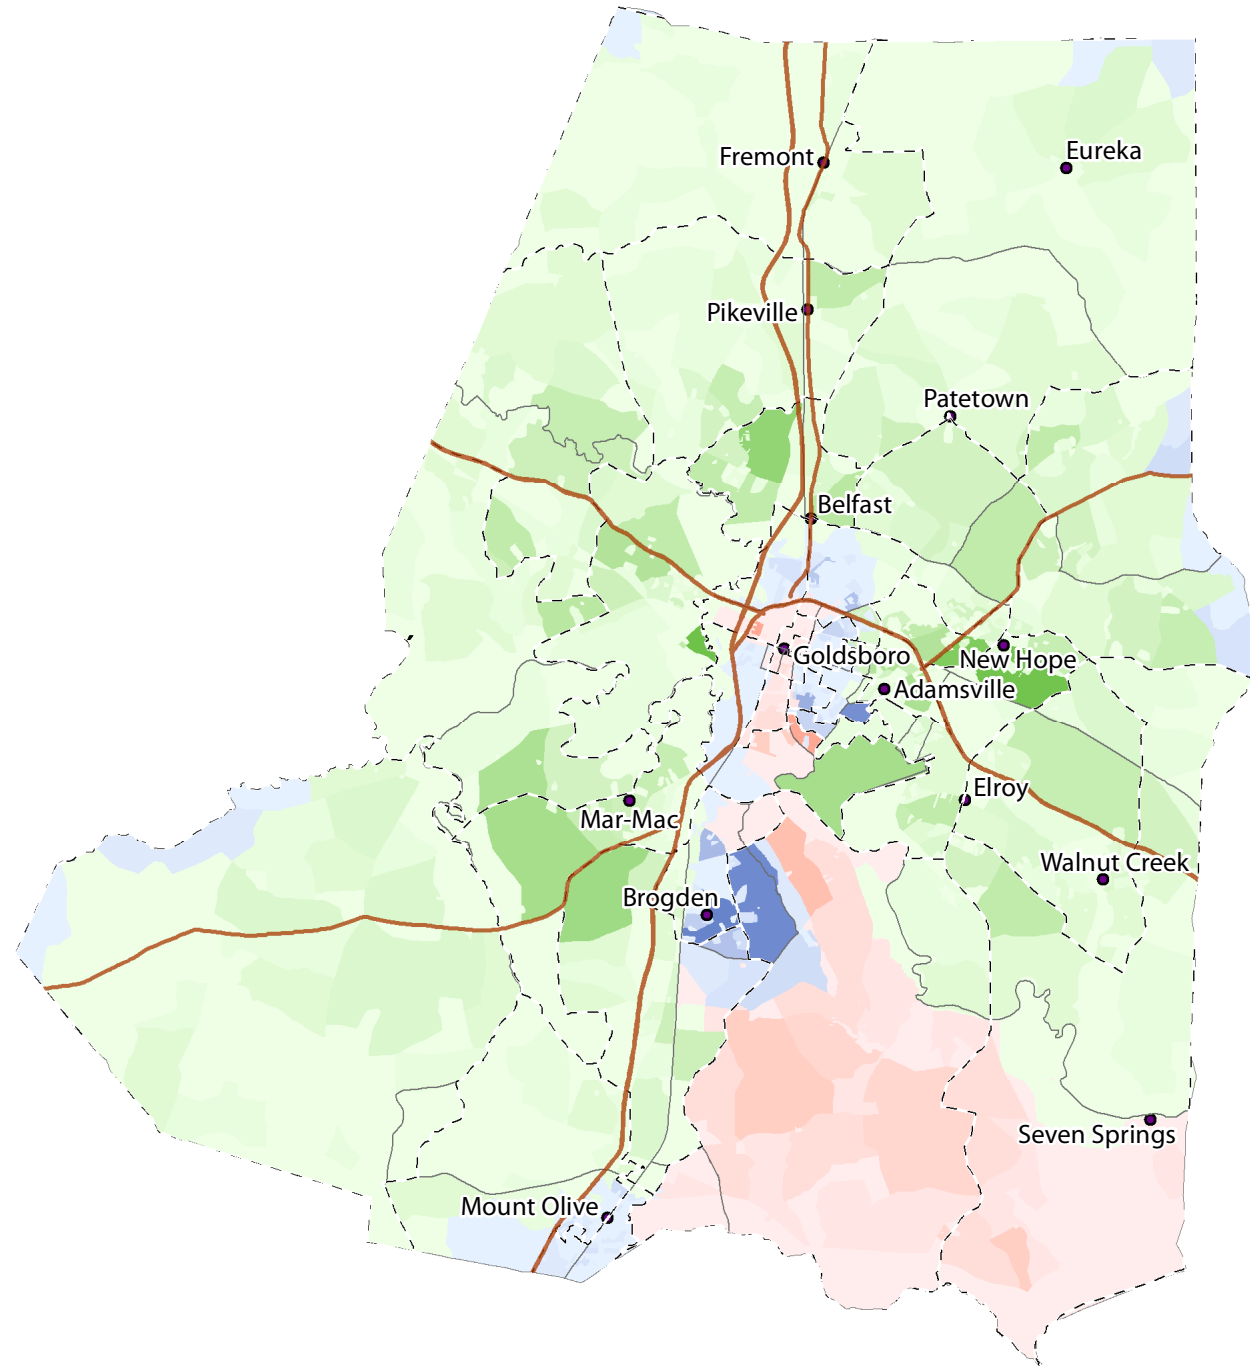 Eureka
Fremont
Pikeville
Patetown
Belfast
Goldsboro
New Hope
Adamsville
Elroy
Mar-Mac
Walnut Creek
Brogden
Seven Springs
Mount Olive